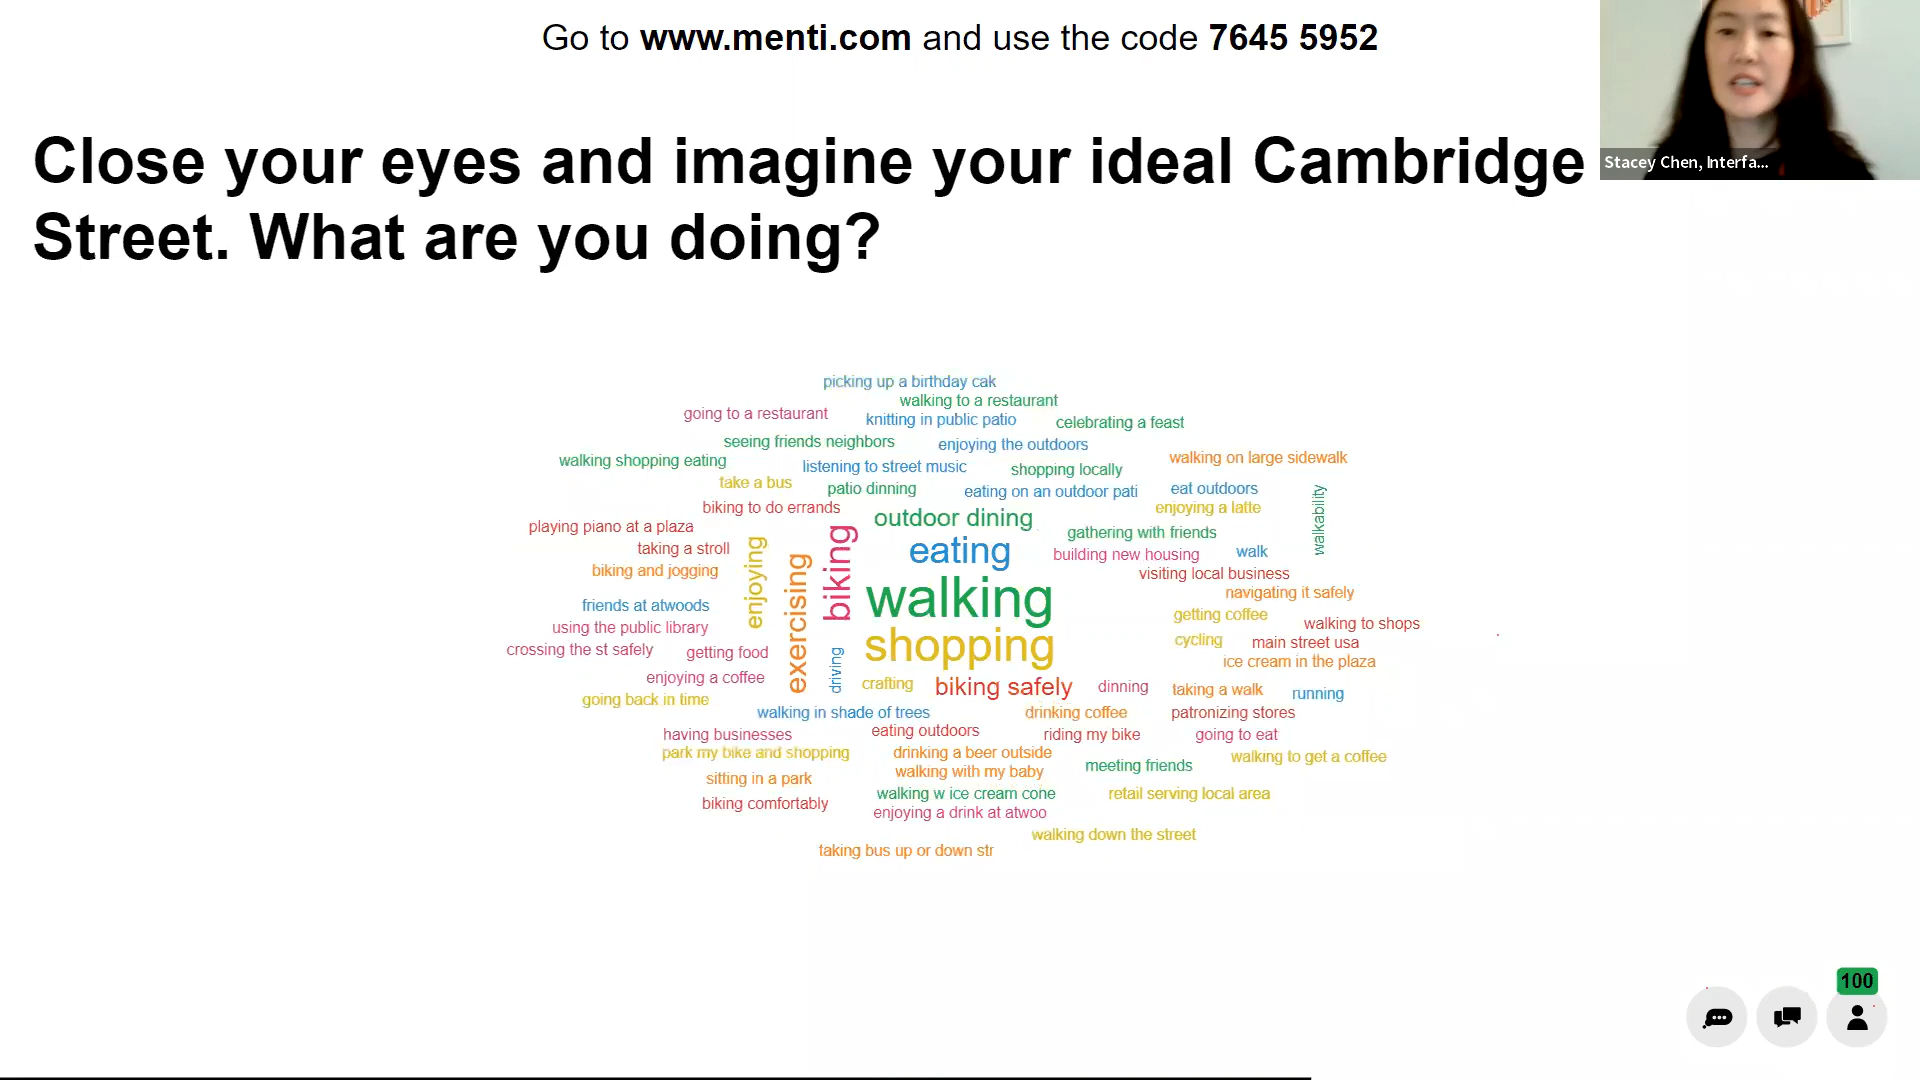 Go to www.menti.com and use the code 7645 5952
Close your eyes and imagine your ideal Cambridge
Street. What are you doing?
Stacey Chen, Interfa...
picking up a birthday cak
walking to a restaurant
going to a restaurant
knitting in public patio
celebrating a feast
seeing friends neighbors
enjoying the outdoors
walking shopping eating
listening to street music
shopping locally
walking on large sidewalk
take a bus
patio dinning
eating on an outdoor pati
eat outdoors
walkability
biking to do errands
enjoying a latte
outdoor dining
playing piano at a plaza
gathering with friends
taking a stroll
enjoying
exercising
biking
eating
building new housing
walk
biking and jogging
visiting local business
navigating it safely
friends at atwoods
walking
getting coffee
using the public library
walking to shops
crossing the st safely
getting food
driving
shopping
cycling
main street usa
ice cream in the plaza
enjoying a coffee
crafting
biking safely
dinning
taking a walk
running
going back in time
walking in shade of trees
drinking coffee
patronizing stores
having businesses
eating outdoors
riding my bike
going to eat
park my bike and shopping
drinking a beer outside
walking to get a coffee
sitting in a park
walking with my baby
meeting friends
biking comfortably
walking w ice cream cone
retail serving local area
enjoying a drink at atwoo
walking down the street
taking bus up or down str
100